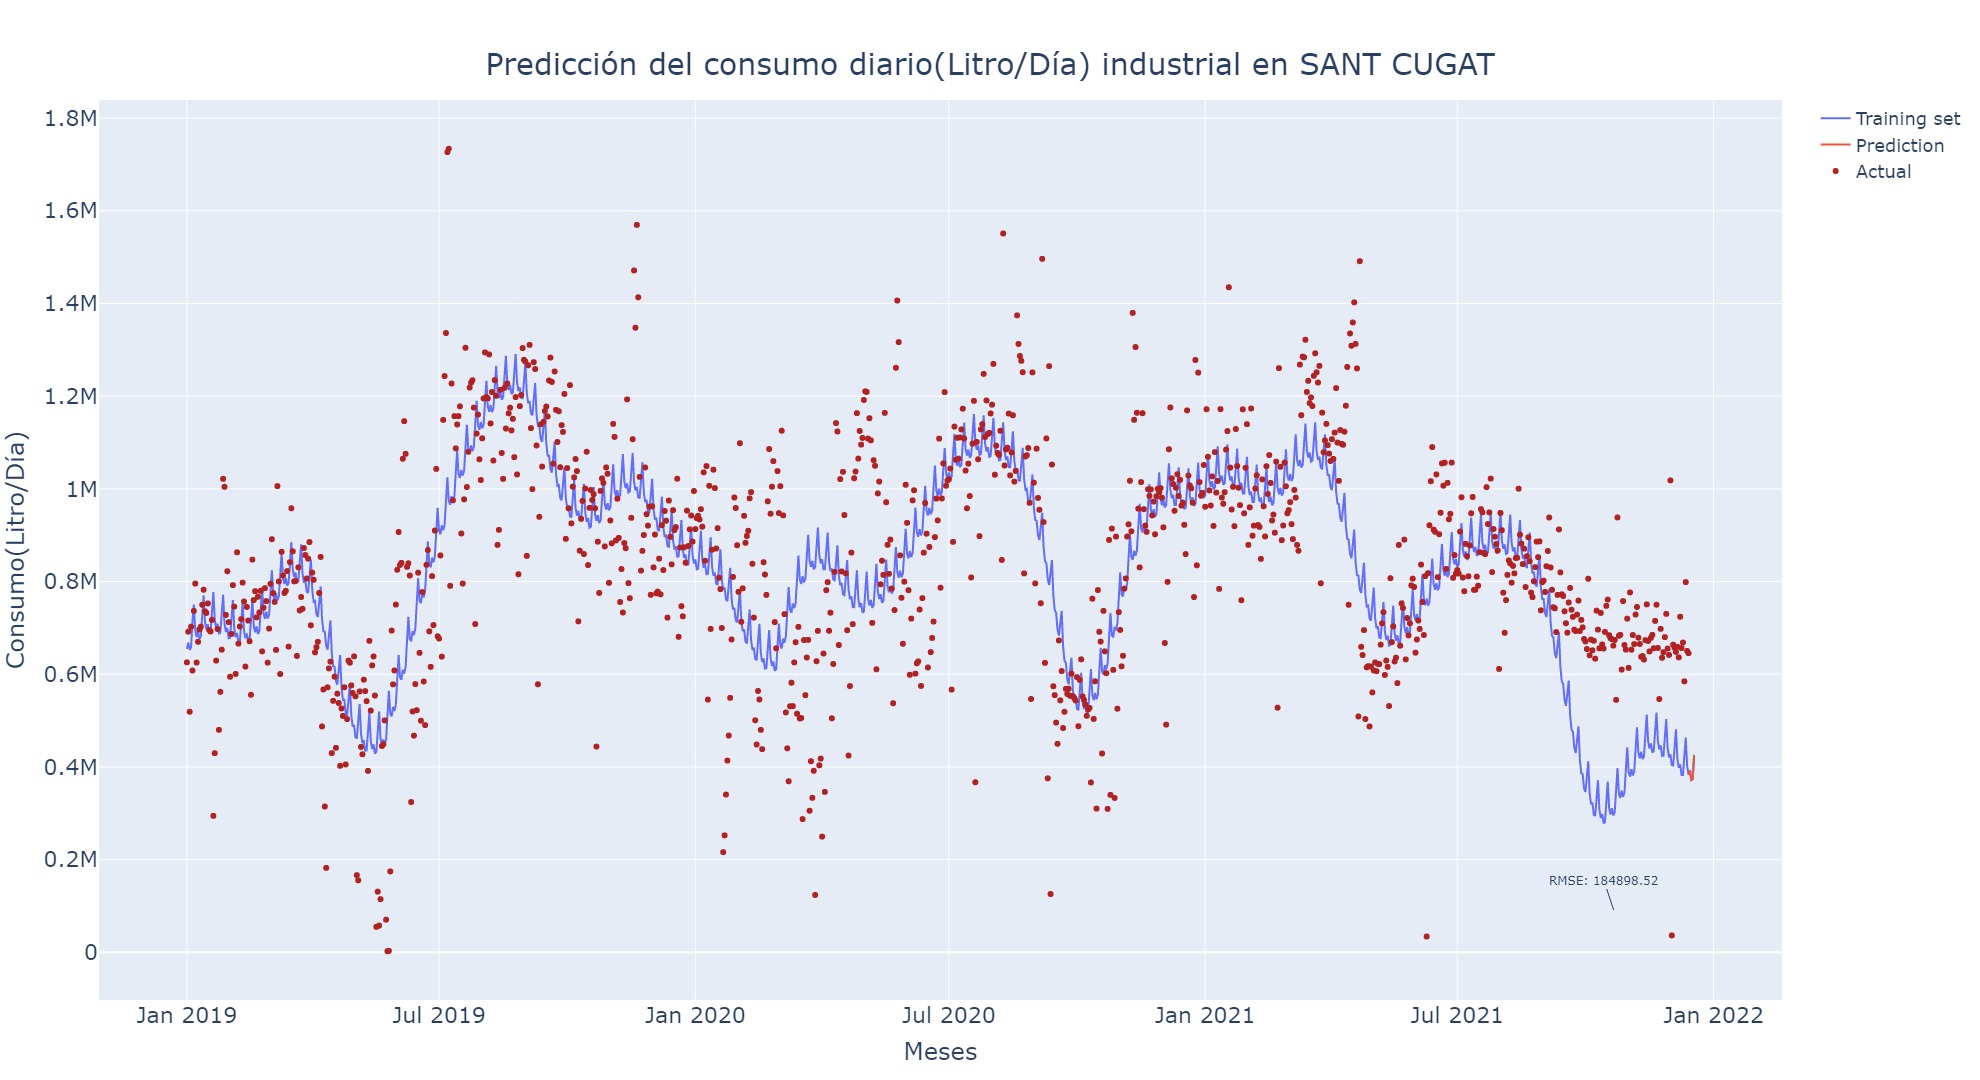 Predicción del consumo diario(Litro/Día) industrial en SANT CUGAT
Training set
Prediction
Actual
1.8M
1.6M
1.4M
1.2M
1M
0.8M
0.6M
0.4M
0.2M
0
Consumo(Litro/Día)
RMSE: 184898.52
Jan 2019
Jul 2019
Jan 2020
Jul 2020
Jan 2021
Jul 2021
Jan 2022
Meses